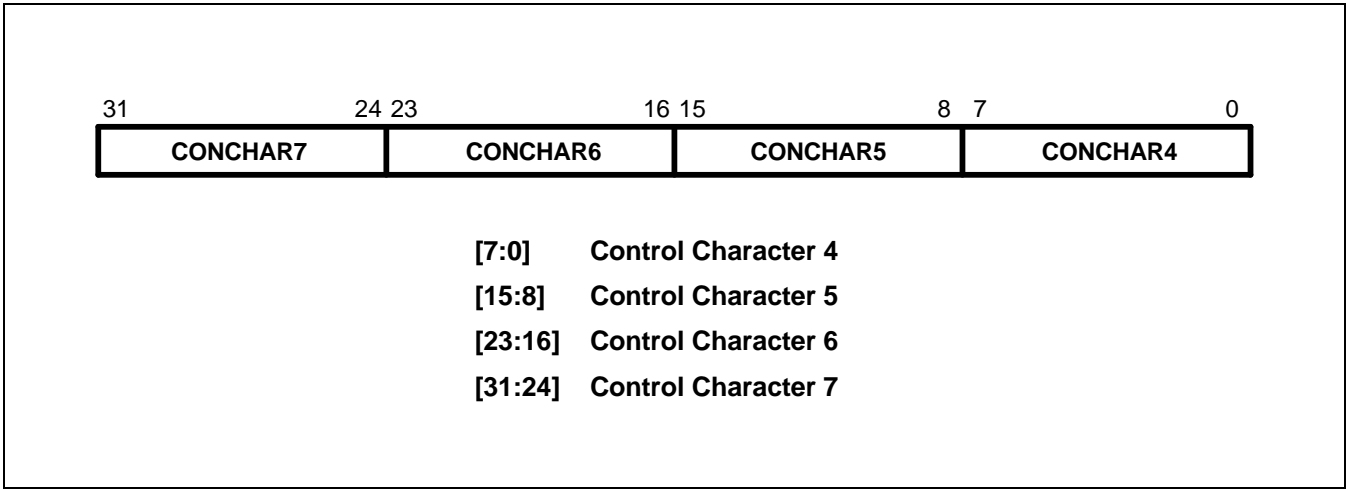 31 24 23 16 15 8 7 0
CONCHAR7 CONCHAR6 CONCHAR5 CONCHAR4
[7:0] Control Character 4
[15:8] Control Character 5
[23:16] Control Character 6
[31:24] Control Character 7